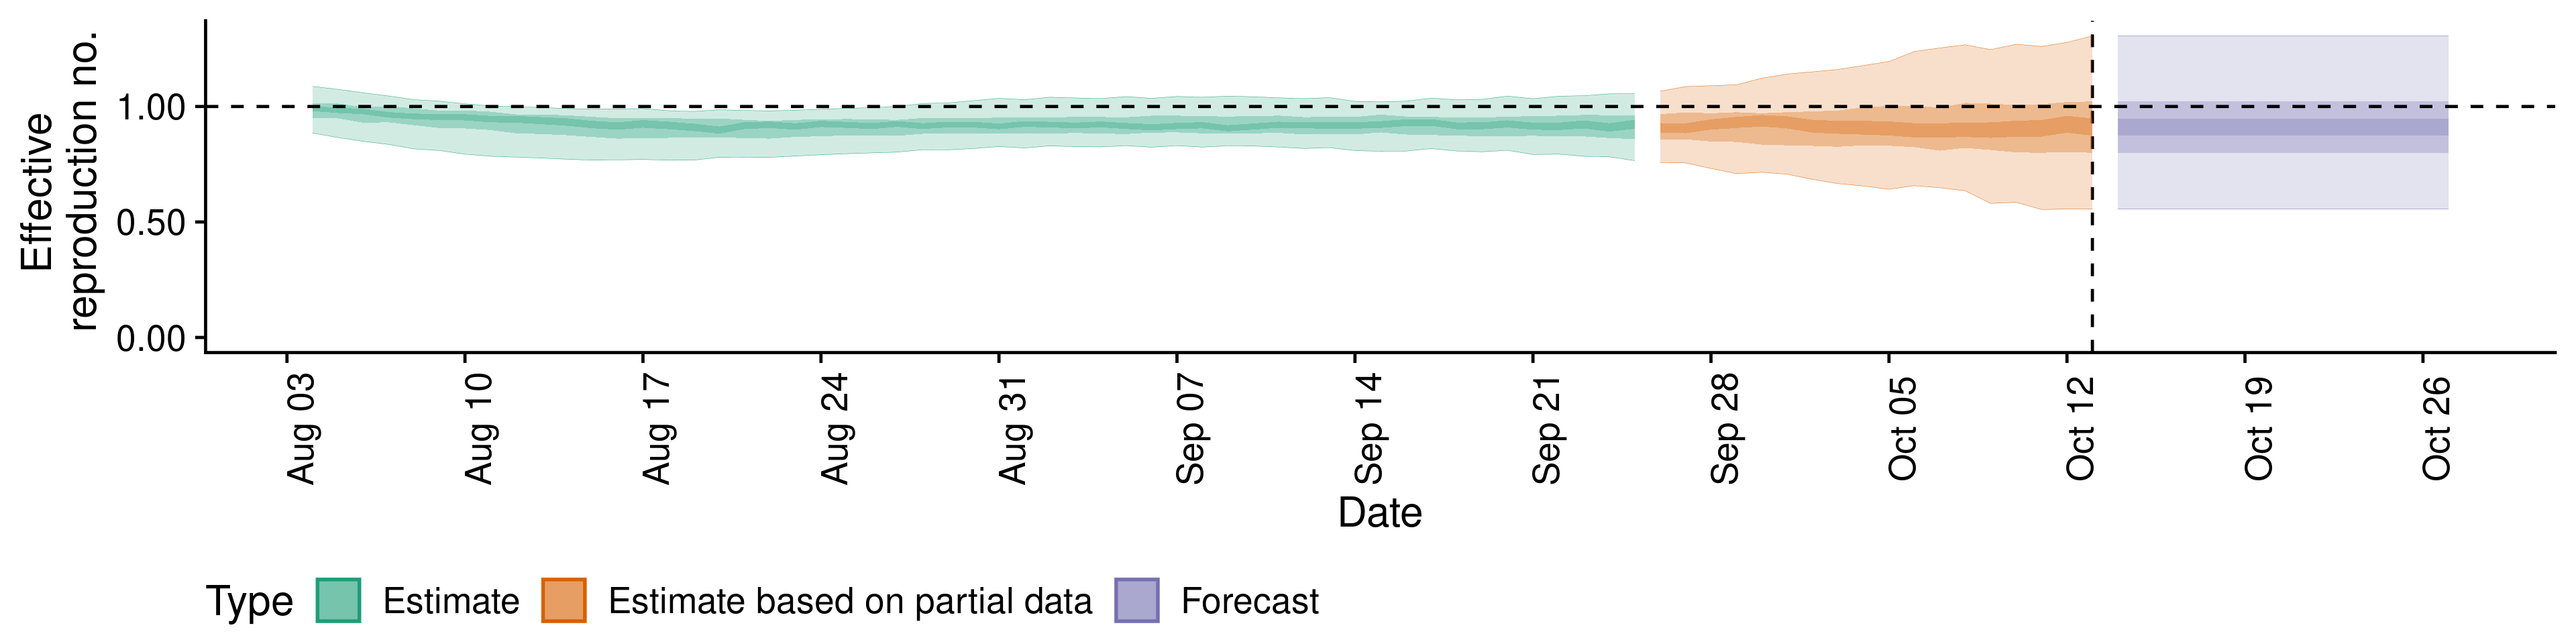 Effective
reproduction no.
1.00
0.50
0.00
Aug 03
Aug 10
Aug 17
Aug 24
Aug 31
Sep 07
Sep 14
Sep 21
Sep 28
Oct 05
Oct 12
Oct 19
Oct 26
Date
Type Estimate Estimate based on partial data Forecast